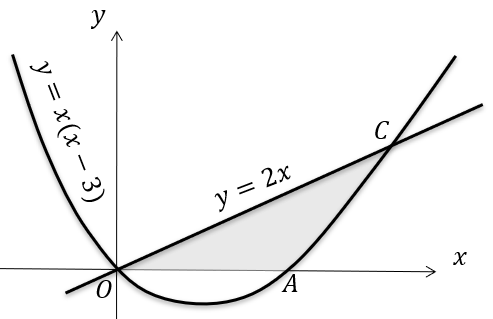 y
y = x(x − 3)
C
y = 2x
x
O
A